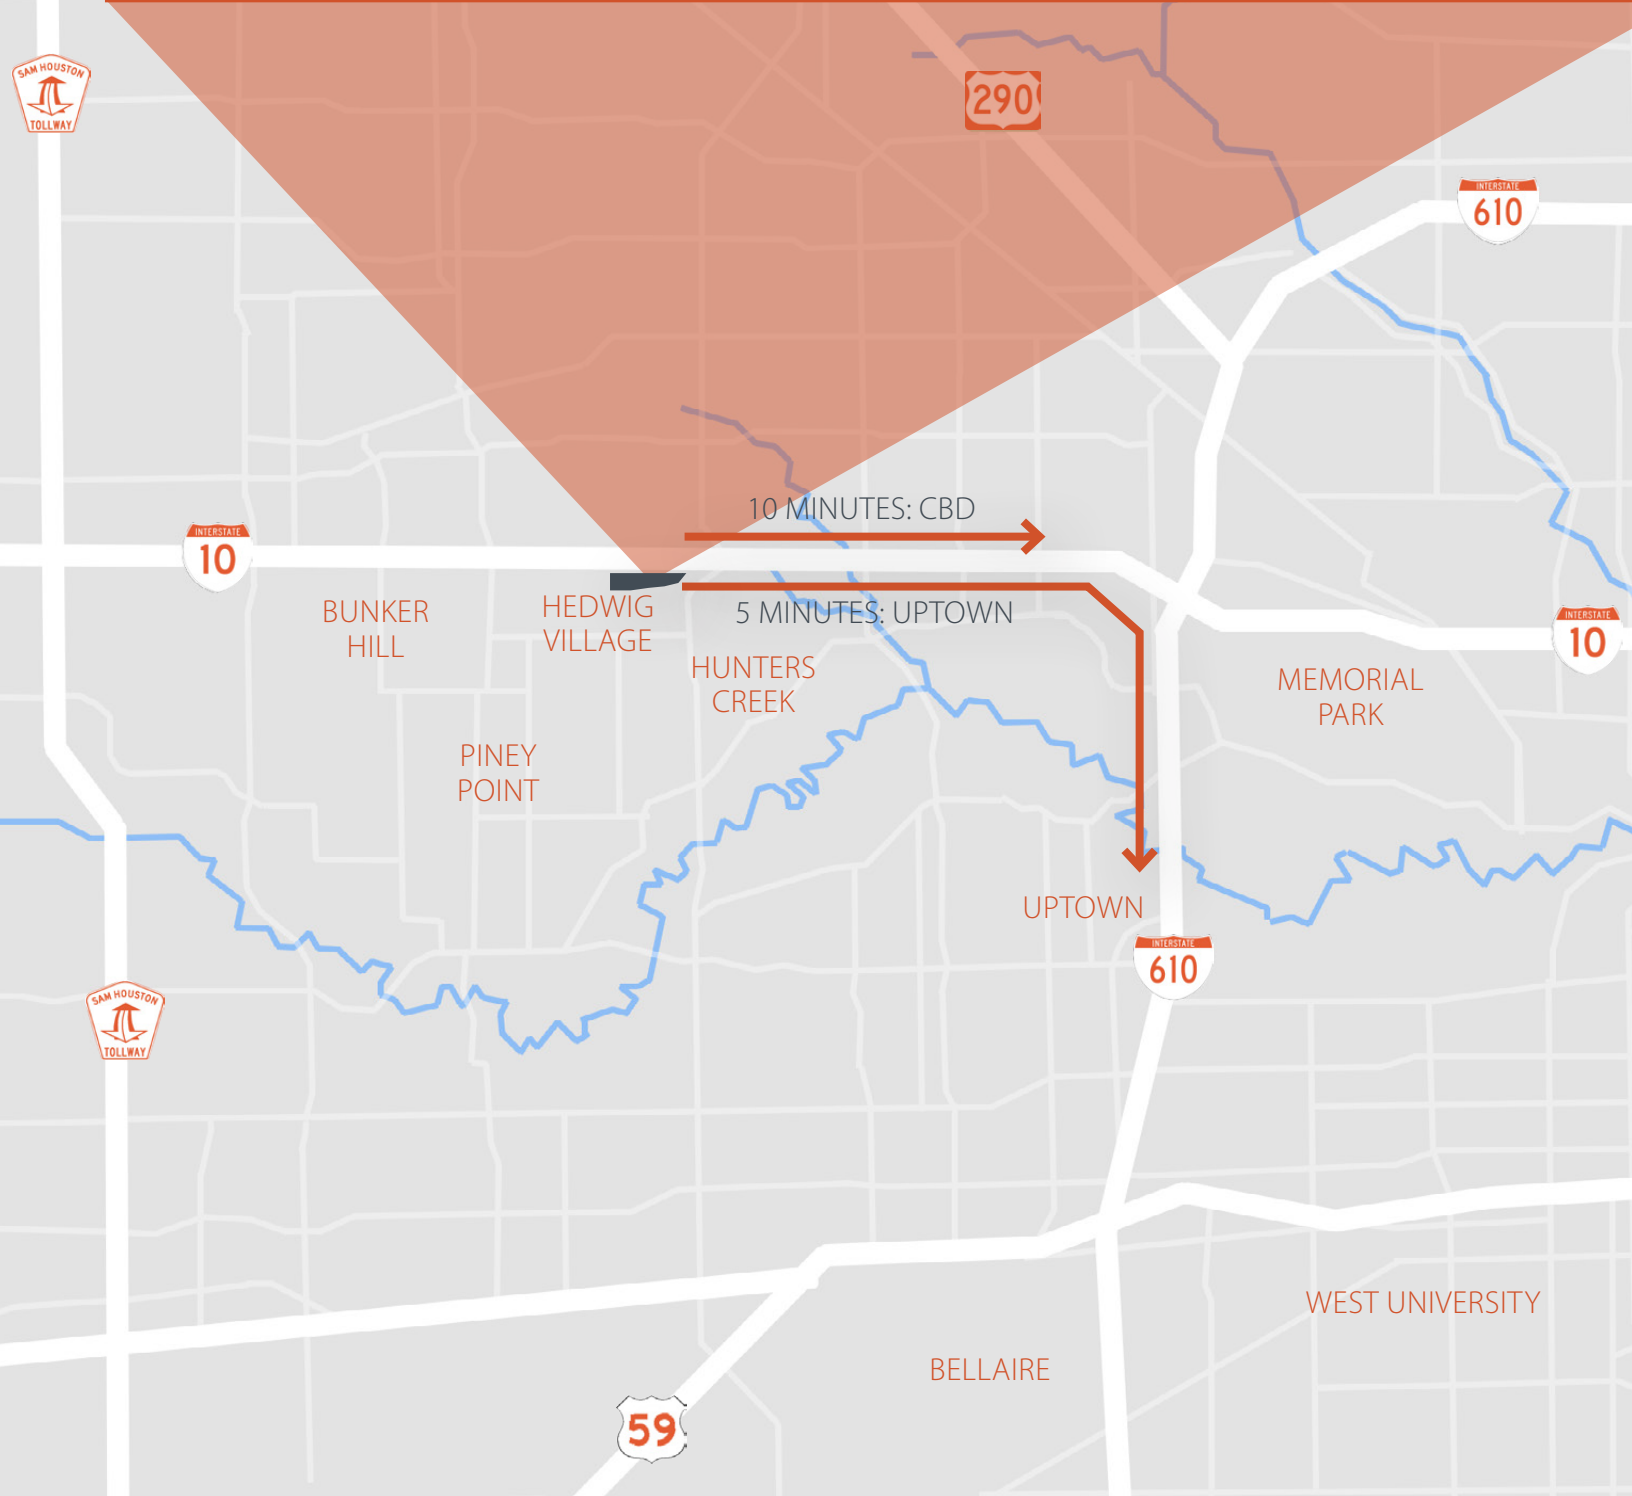 SAM HOUSTON
TOLLWAY
290
INTERSTATE
610
10 MINUTES: CBD
INTERSTATE
10
5 MINUTES: UPTOWN
BUNKER
HILL
HEDWIG
VILLAGE
INTERSTATE
10
HUNTERS
CREEK
MEMORIAL
PARK
PINEY
POINT
UPTOWN
INTERSTATE
610
SAM HOUSTON
TOLLWAY
WEST UNIVERSITY
BELLAIRE
59